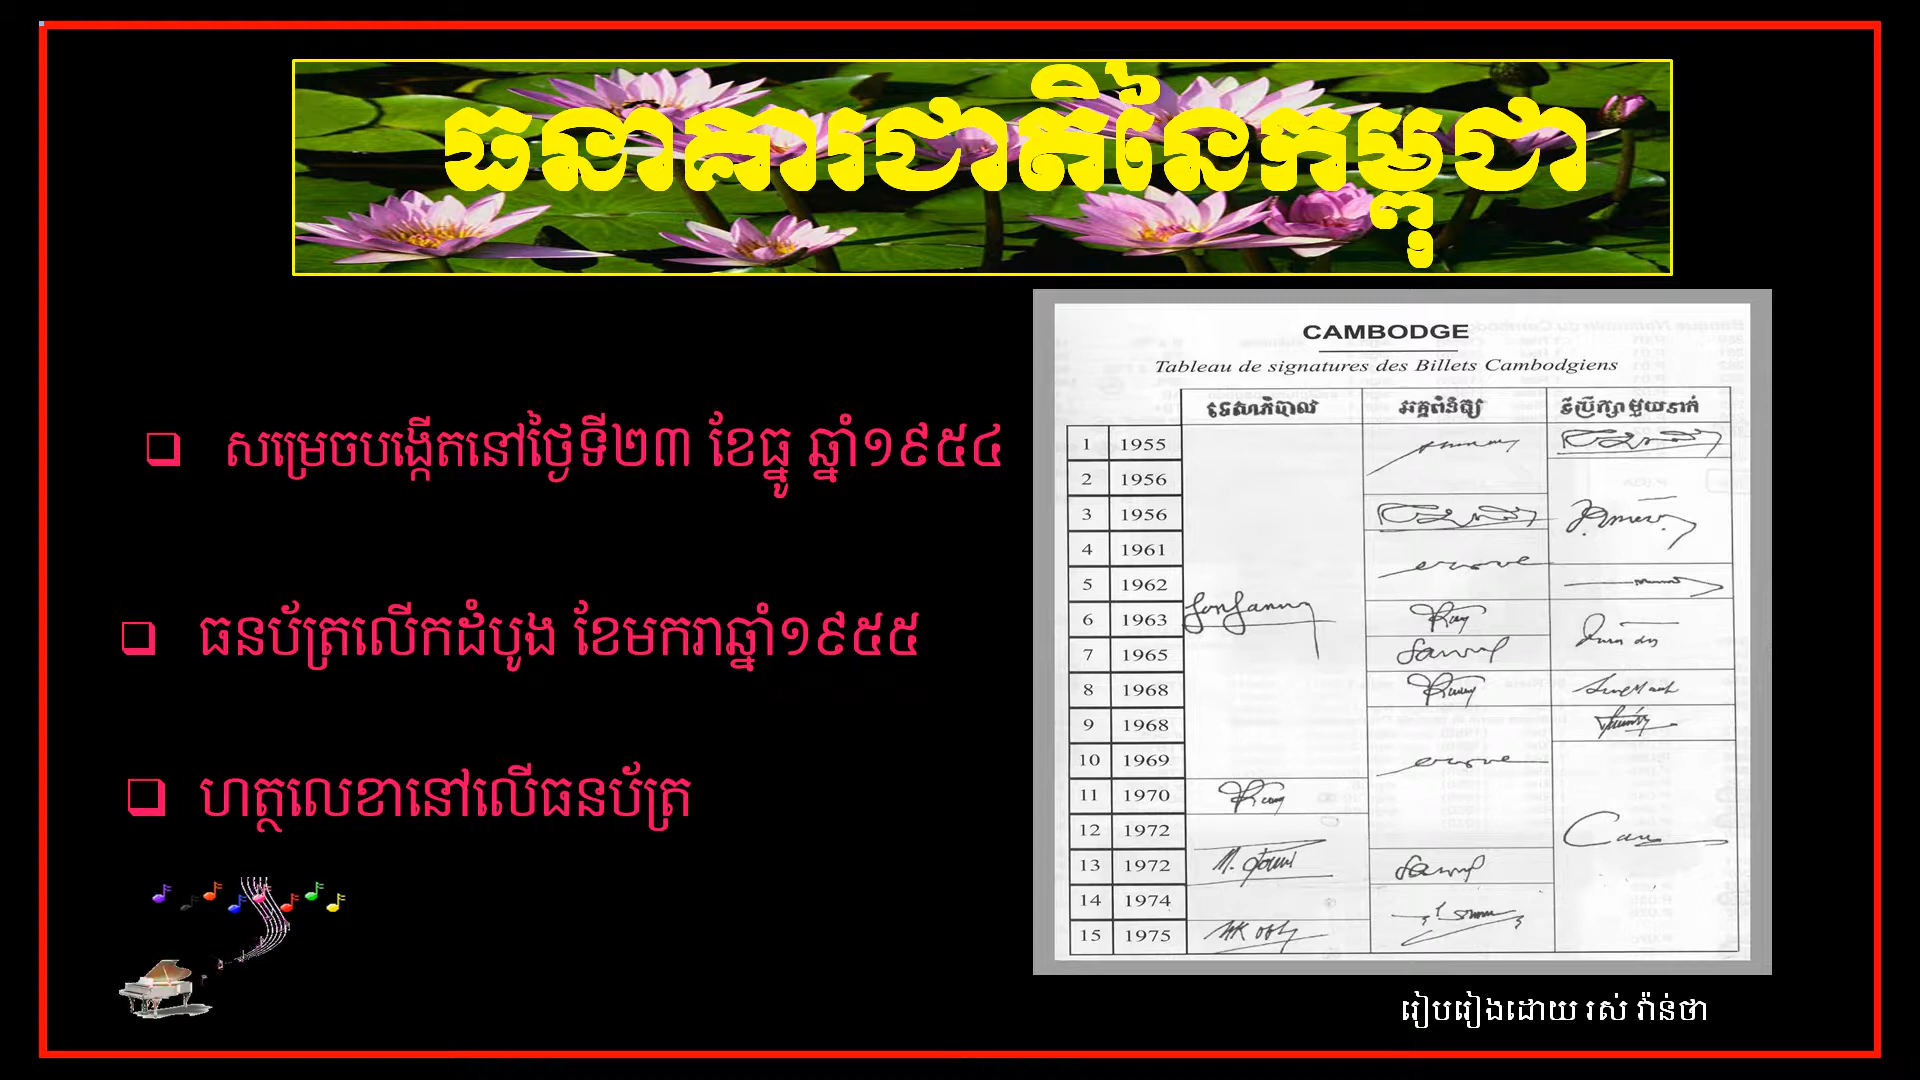 ធនាគារជាតិនៃកម្ពុជា
សម្រេចបង្កើតនៅថ្ងៃទី២៣ ខែធ្នូ ឆ្នាំ១៩៥៤
ធនប័ត្រលើកដំបូង ខែមករាឆ្នាំ១៩៥៥
ហត្ថលេខានៅលើធនប័ត្រ
CAMBODGE
Tableau de signatures des Billets Cambodgiens
ទេសាភិបាល អគ្គពិនិត្យ ទីប្រឹក្សាមួយនាក់
1 1955
2 1956
3 1956
4 1961
5 1962
6 1963
7 1965
8 1968
9 1968
10 1969
11 1970
12 1972
13 1972
14 1974
15 1975
រៀបរៀងដោយ រស់ វ៉ាន់ថា